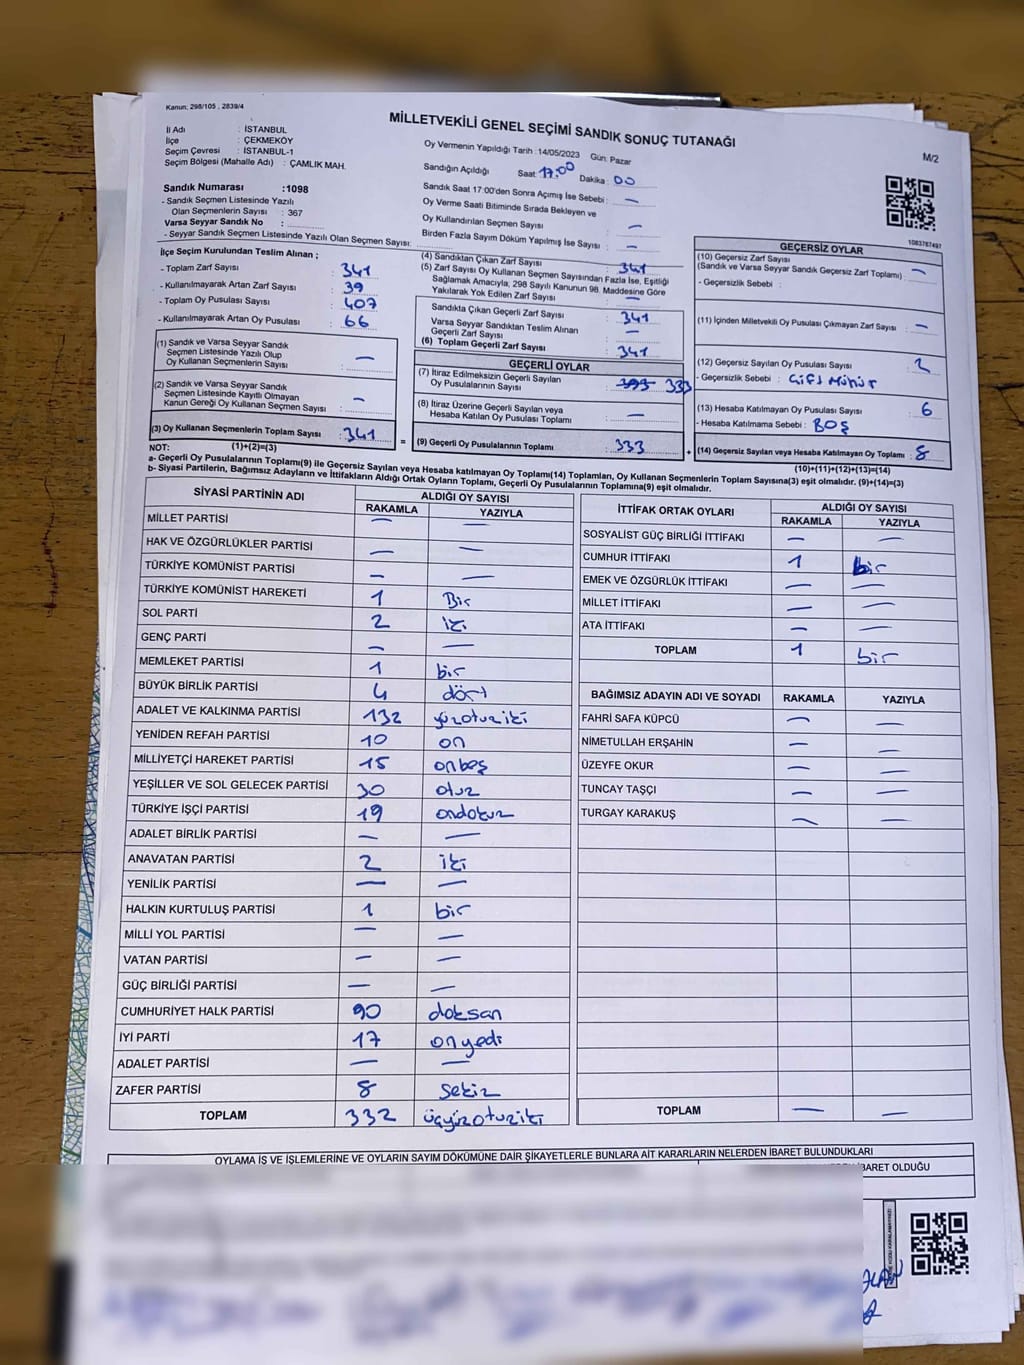 Kanun; 298/105 , 2839/4
MİLLETVEKİLİ GENEL SEÇİMİ SANDIK SONUÇ TUTANAĞI
M/2
İl Adı : İSTANBUL
İlçe : ÇEKMEKÖY
Seçim Çevresi : İSTANBUL-1
Seçim Bölgesi (Mahalle Adı) : ÇAMLIK MAH.
Sandık Numarası :1098
- Sandık Seçmen Listesinde Yazılı
Olan Seçmenlerin Sayısı : 367
Varsa Seyyar Sandık No :
- Seyyar Sandık Seçmen Listesinde Yazılı Olan Seçmen Sayısı:
Oy Vermenin Yapıldığı Tarih : 14/05/2023 Gün: Pazar
Sandığın Açıldığı Saat 17:00 Dakika : 00
Sandık Saat 17:00'den Sonra Açımış İse Sebebi : —
Oy Verme Saati Bitiminde Sırada Bekleyen ve
Oy Kullandırılan Seçmen Sayısı : —
Birden Fazla Sayım Döküm Yapılmış İse Sayısı : —
1083787497
İlçe Seçim Kurulundan Teslim Alınan ;
- Toplam Zarf Sayısı : 341
- Kullanılmayarak Artan Zarf Sayısı : 39
- Toplam Oy Pusulası Sayısı : 407
- Kullanılmayarak Artan Oy Pusulası : 66
(1) Sandık ve Varsa Seyyar Sandık
Seçmen Listesinde Yazılı Olup
Oy Kullanan Seçmenlerin Sayısı : —
(2) Sandık ve Varsa Seyyar Sandık
Seçmen Listesinde Kayıtlı Olmayan
Kanun Gereği Oy Kullanan Seçmen Sayısı : —
(3) Oy Kullanan Seçmenlerin Toplam Sayısı : 341
(1)+(2)=(3)
(4) Sandıktan Çıkan Zarf Sayısı : 341
(5) Zarf Sayısı Oy Kullanan Seçmen Sayısından Fazla İse, Eşitliği
Sağlamak Amacıyla, 298 Sayılı Kanunun 98. Maddesine Göre
Yakılarak Yok Edilen Zarf Sayısı : —
Sandıkta Çıkan Geçerli Zarf Sayısı : 341
Varsa Seyyar Sandıktan Teslim Alınan
Geçerli Zarf Sayısı : —
(6) Toplam Geçerli Zarf Sayısı : 341
GEÇERLİ OYLAR
(7) İtiraz Edilmeksizin Geçerli Sayılan
Oy Pusulalarının Sayısı : 333
(8) İtiraz Üzerine Geçerli Sayılan veya
Hesaba Katılan Oy Pusulası Toplamı : —
= (9) Geçerli Oy Pusulalarının Toplamı : 333 +
GEÇERSİZ OYLAR
(10) Geçersiz Zarf Sayısı
(Sandık ve Varsa Seyyar Sandık Geçersiz Zarf Toplamı) : —
- Geçersizlik Sebebi :
(11) İçinden Milletvekili Oy Pusulası Çıkmayan Zarf Sayısı : —
(12) Geçersiz Sayılan Oy Pusulası Sayısı : 2
- Geçersizlik Sebebi : Çift Mühür
(13) Hesaba Katılmayan Oy Pusulası Sayısı : 6
- Hesaba Katılmama Sebebi : BOŞ
(14) Geçersiz Sayılan veya Hesaba Katılmayan Oy Toplamı : 8
(10)+(11)+(12)+(13)=(14)
NOT:
a- Geçerli Oy Pusulalarının Toplamı(9) ile Geçersiz Sayılan veya Hesaba katılmayan Oy Toplamı(14) Toplamları, Oy Kullanan Seçmenlerin Toplam Sayısına(3) eşit olmalıdır. (9)+(14)=(3)
b- Siyasi Partilerin, Bağımsız Adayların ve İttifakların Aldığı Ortak Oyların Toplamı, Geçerli Oy Pusulalarının Toplamına(9) eşit olmalıdır.
SİYASİ PARTİNİN ADI ALDIĞI OY SAYISI
RAKAMLA YAZIYLA
MİLLET PARTİSİ — —
HAK VE ÖZGÜRLÜKLER PARTİSİ — —
TÜRKİYE KOMÜNİST PARTİSİ — —
TÜRKİYE KOMÜNİST HAREKETİ 1 Bir
SOL PARTİ 2 iki
GENÇ PARTİ — —
MEMLEKET PARTİSİ 1 bir
BÜYÜK BİRLİK PARTİSİ 4 dört
ADALET VE KALKINMA PARTİSİ 132 yüzotuziki
YENİDEN REFAH PARTİSİ 10 on
MİLLİYETÇİ HAREKET PARTİSİ 15 onbeş
YEŞİLLER VE SOL GELECEK PARTİSİ 30 otuz
TÜRKİYE İŞÇİ PARTİSİ 19 ondokuz
ADALET BİRLİK PARTİSİ — —
ANAVATAN PARTİSİ 2 iki
YENİLİK PARTİSİ — —
HALKIN KURTULUŞ PARTİSİ 1 bir
MİLLİ YOL PARTİSİ — —
VATAN PARTİSİ — —
GÜÇ BİRLİĞİ PARTİSİ — —
CUMHURİYET HALK PARTİSİ 90 doksan
İYİ PARTİ 17 onyedi
ADALET PARTİSİ — —
ZAFER PARTİSİ 8 Sekiz
TOPLAM 332 üçyüzotuziki
İTTİFAK ORTAK OYLARI ALDIĞI OY SAYISI
RAKAMLA YAZIYLA
SOSYALİST GÜÇ BİRLİĞİ İTTİFAKI — —
CUMHUR İTTİFAKI 1 bir
EMEK VE ÖZGÜRLÜK İTTİFAKI — —
MİLLET İTTİFAKI — —
ATA İTTİFAKI — —
TOPLAM 1 bir
BAĞIMSIZ ADAYIN ADI VE SOYADI RAKAMLA YAZIYLA
FAHRİ SAFA KÜPCÜ — —
NİMETULLAH ERŞAHİN — —
ÜZEYFE OKUR — —
TUNCAY TAŞÇI — —
TURGAY KARAKUŞ — —
TOPLAM — —
OYLAMA İŞ VE İŞLEMLERİNE VE OYLARIN SAYIM DÖKÜMÜNE DAİR ŞİKAYETLERLE BUNLARA AİT KARARLARIN NELERDEN İBARET BULUNDUKLARI
İBARET OLDUĞU